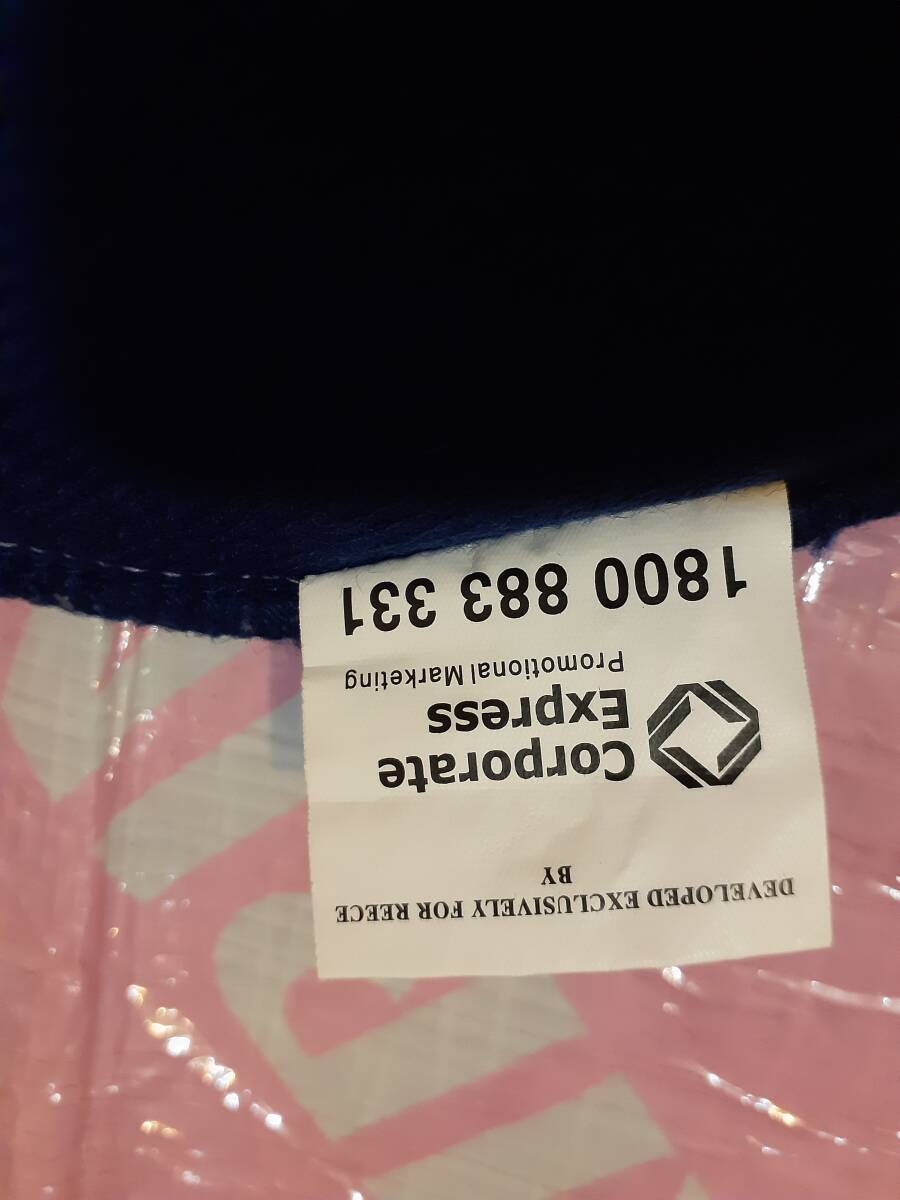 DEVELOPED EXCLUSIVELY FOR REECE
BY
Corporate
Express
Promotional Marketing
1800 883 331